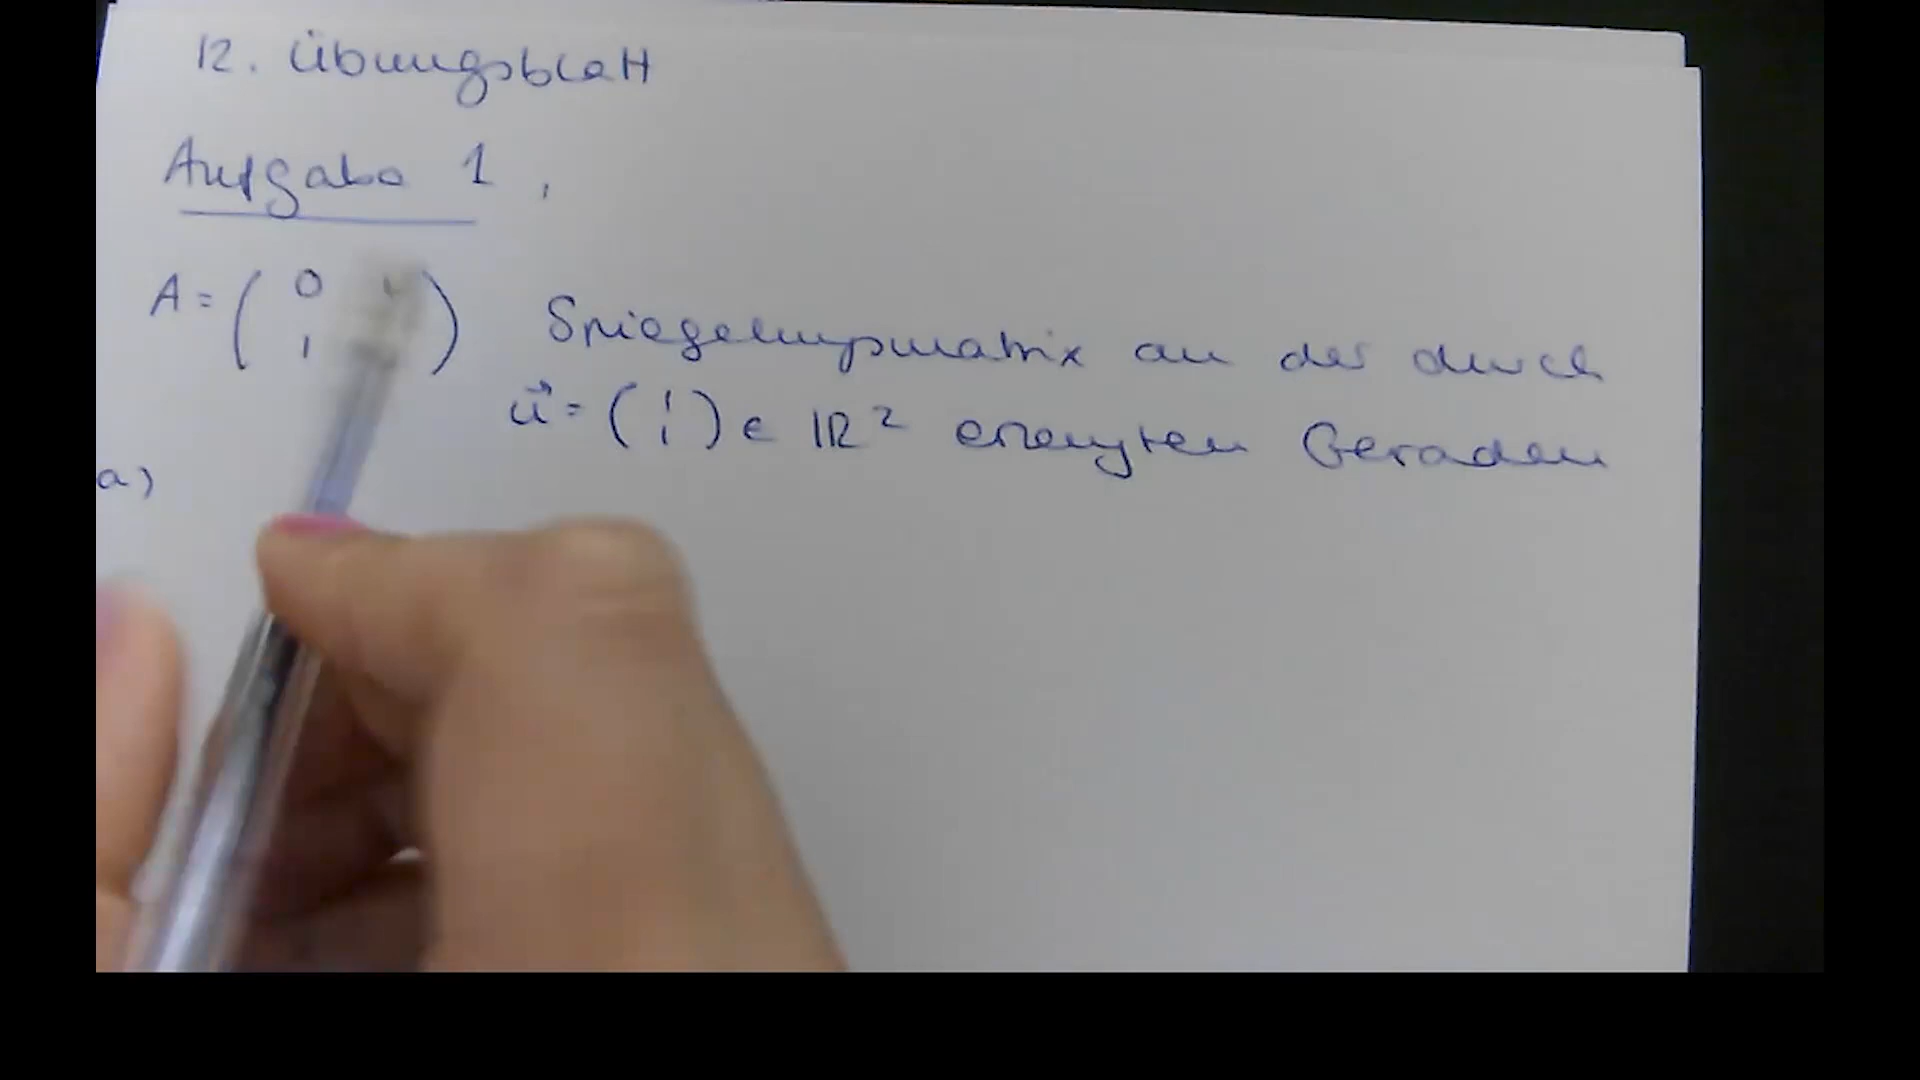 12. Übungsblatt
Aufgabe 1,
A = ( 0
1 ) Spiegelungsmatrix an der durch
u⃗ = ( 1 1 ) ∈ ℝ² erzeugten Geraden
a)